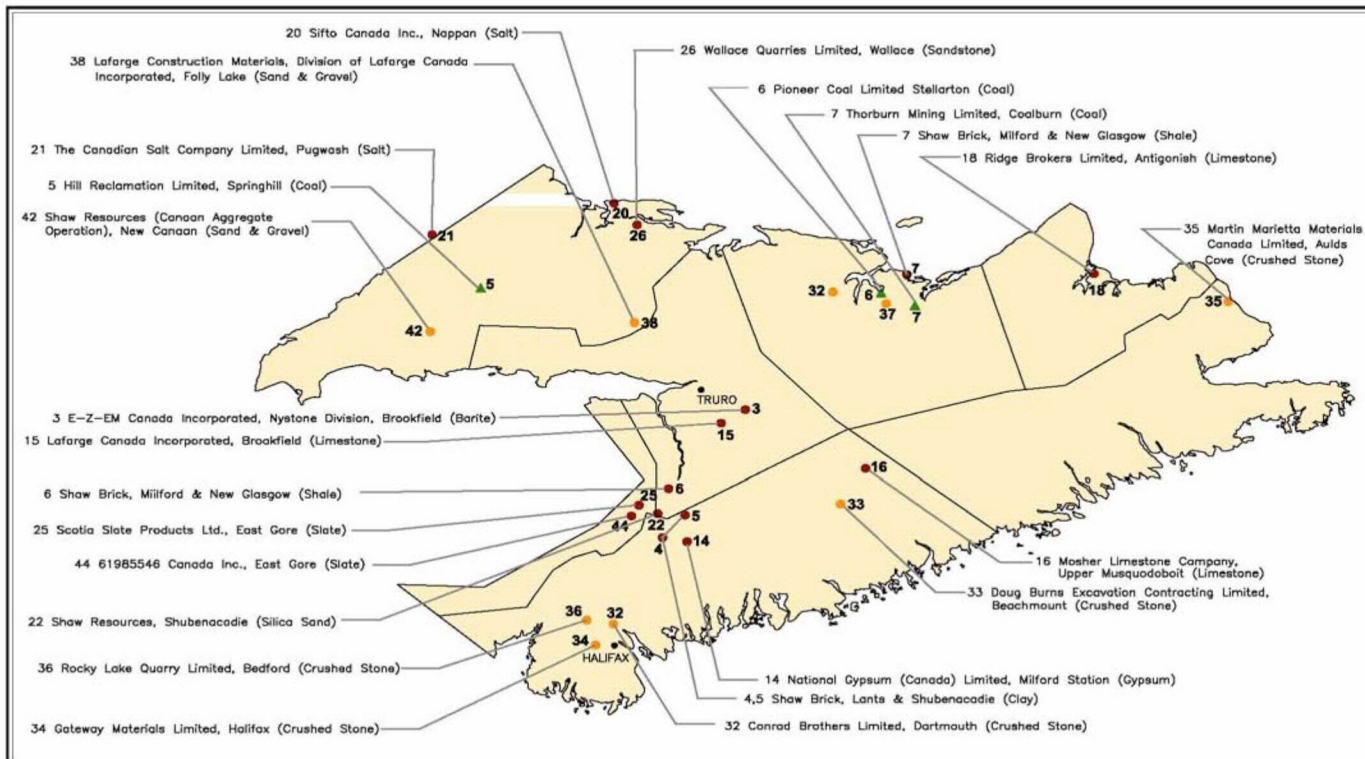 20 Sifto Canada Inc., Nappan (Salt)
38 Lafarge Construction Materials, Division of Lafarge Canada
Incorporated, Folly Lake (Sand & Gravel)
26 Wallace Quarries Limited, Wallace (Sandstone)
6 Pioneer Coal Limited Stellarton (Coal)
7 Thorburn Mining Limited, Coalburn (Coal)
7 Shaw Brick, Milford & New Glasgow (Shale)
18 Ridge Brokers Limited, Antigonish (Limestone)
21 The Canadian Salt Company Limited, Pugwash (Salt)
5 Hill Reclamation Limited, Springhill (Coal)
42 Shaw Resources (Canaan Aggregate
Operation), New Canaan (Sand & Gravel)
35 Martin Marietta Materials
Canada Limited, Aulds
Cove (Crushed Stone)
20
21
26
5
7
32
6
37
7
18
35
42
38
TRURO
3 E-Z-EM Canada Incorporated, Nystone Division, Brookfield (Barite)
3
15 Lafarge Canada Incorporated, Brookfield (Limestone)
15
16
6 Shaw Brick, Miilford & New Glasgow (Shale)
6
25
33
25 Scotia Slate Products Ltd., East Gore (Slate)
44
22
5
4
14
44 61985546 Canada Inc., East Gore (Slate)
16 Mosher Limestone Company,
Upper Musquodoboit (Limestone)
33 Doug Burns Excavation Contracting Limited,
Beachmount (Crushed Stone)
22 Shaw Resources, Shubenacodie (Silica Sand)
36
32
34
HALIFAX
36 Rocky Lake Quarry Limited, Bedford (Crushed Stone)
14 National Gypsum (Canada) Limited, Milford Station (Gypsum)
4,5 Shaw Brick, Lants & Shubenacadie (Clay)
34 Gateway Materials Limited, Halifax (Crushed Stone)
32 Conrad Brothers Limited, Dartmouth (Crushed Stone)